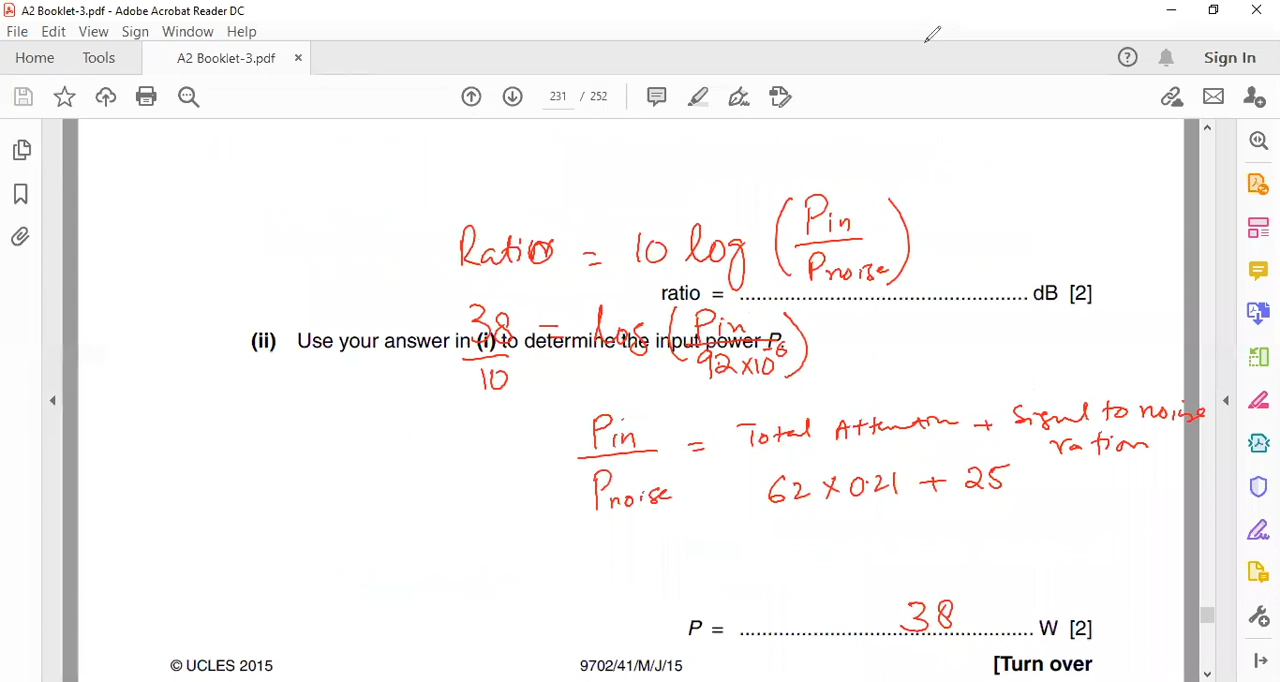 A2 Booklet-3.pdf - Adobe Acrobat Reader DC
File Edit View Sign Window Help
Home Tools A2 Booklet-3.pdf × Sign In
231 / 252
Ratio = 10 log (Pin / Pnoise)
ratio = ................................................ dB [2]
38/10 = log (Pin / 92×10⁻⁶)
(ii) Use your answer in (i) to determine the input power P.
Pin / Pnoise = Total Attention + Signal to noise ration
62 × 0.21 + 25
38
P = ................................................ W [2]
© UCLES 2015 9702/41/M/J/15 [Turn over